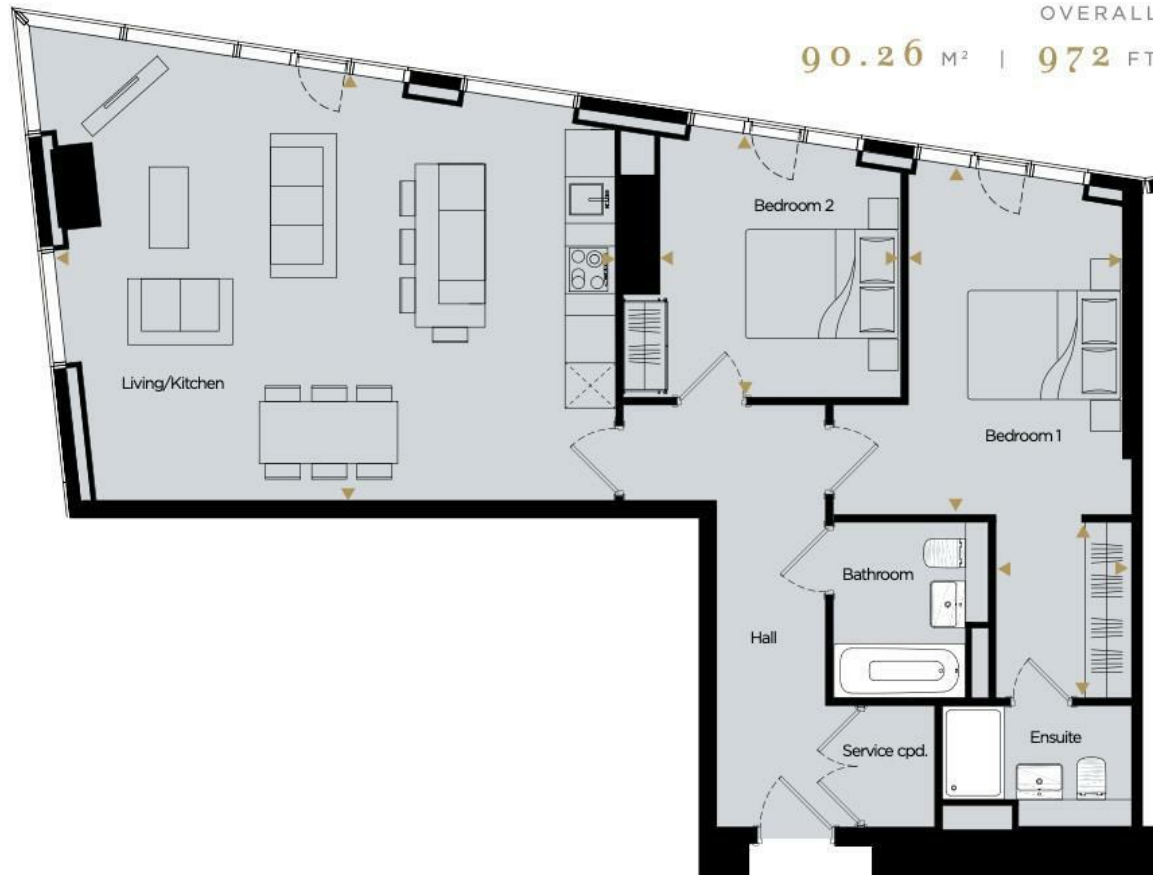 OVERALL
90.26 M² | 972 FT
Bedroom 2
Living/Kitchen
Bedroom 1
Bathroom
Hall
Ensuite
Service cpd.